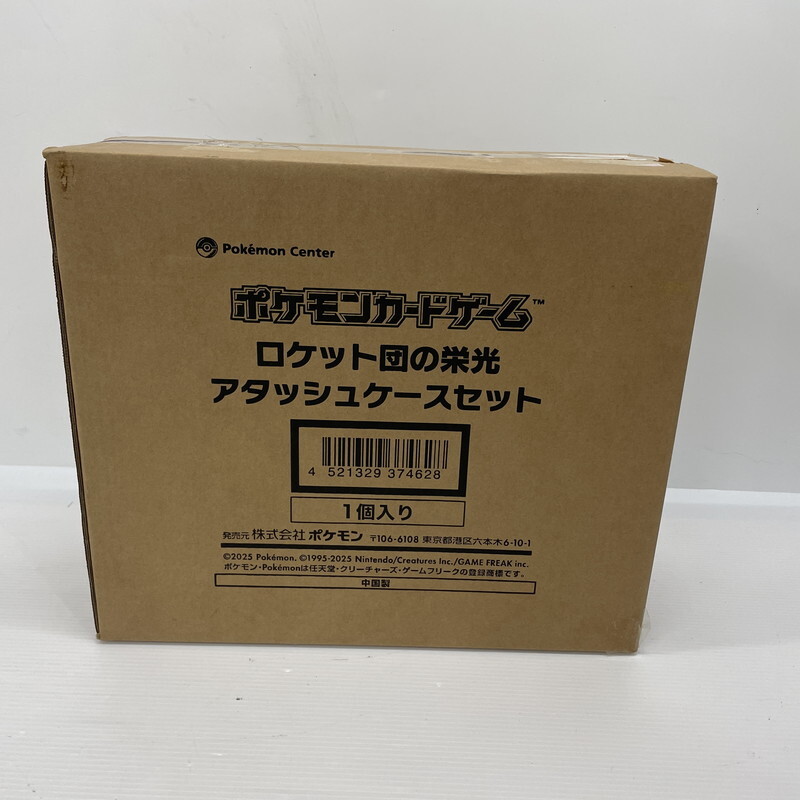 Pokémon Center
ポケモンカードゲーム™
ロケット団の栄光
アタッシュケースセット
4 521329 374628
1個入り
発売元 株式会社 ポケモン 〒106-6108 東京都港区六本木6-10-1
©2025 Pokémon. ©1995-2025 Nintendo/Creatures Inc./GAME FREAK inc.
ポケモン・Pokémonは任天堂・クリーチャーズ・ゲームフリークの登録商標です。
中国製